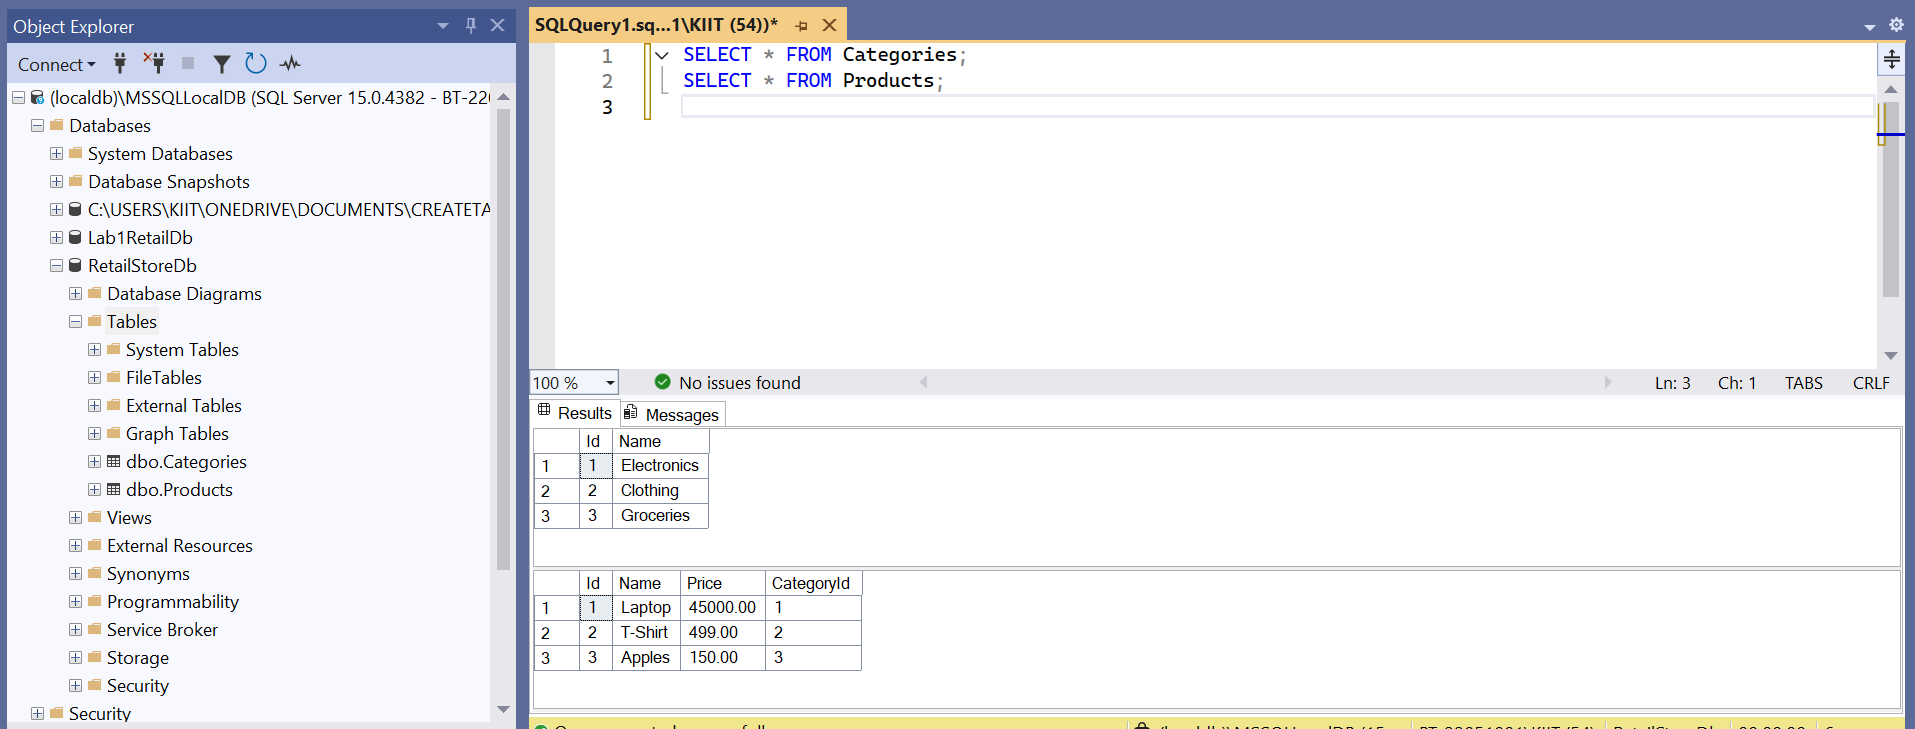 Object Explorer
Connect
(localdb)\MSSQLLocalDB (SQL Server 15.0.4382 - BT-220
Databases
System Databases
Database Snapshots
C:\USERS\KIIT\ONEDRIVE\DOCUMENTS\CREATETA
Lab1RetailDb
RetailStoreDb
Database Diagrams
Tables
System Tables
FileTables
External Tables
Graph Tables
dbo.Categories
dbo.Products
Views
External Resources
Synonyms
Programmability
Service Broker
Storage
Security
Security
SQLQuery1.sq...1\KIIT (54))*
1 SELECT * FROM Categories;
2 SELECT * FROM Products;
3
100 % No issues found Ln: 3 Ch: 1 TABS CRLF
Results Messages
Id Name
1 1 Electronics
2 2 Clothing
3 3 Groceries
Id Name Price CategoryId
1 1 Laptop 45000.00 1
2 2 T-Shirt 499.00 2
3 3 Apples 150.00 3